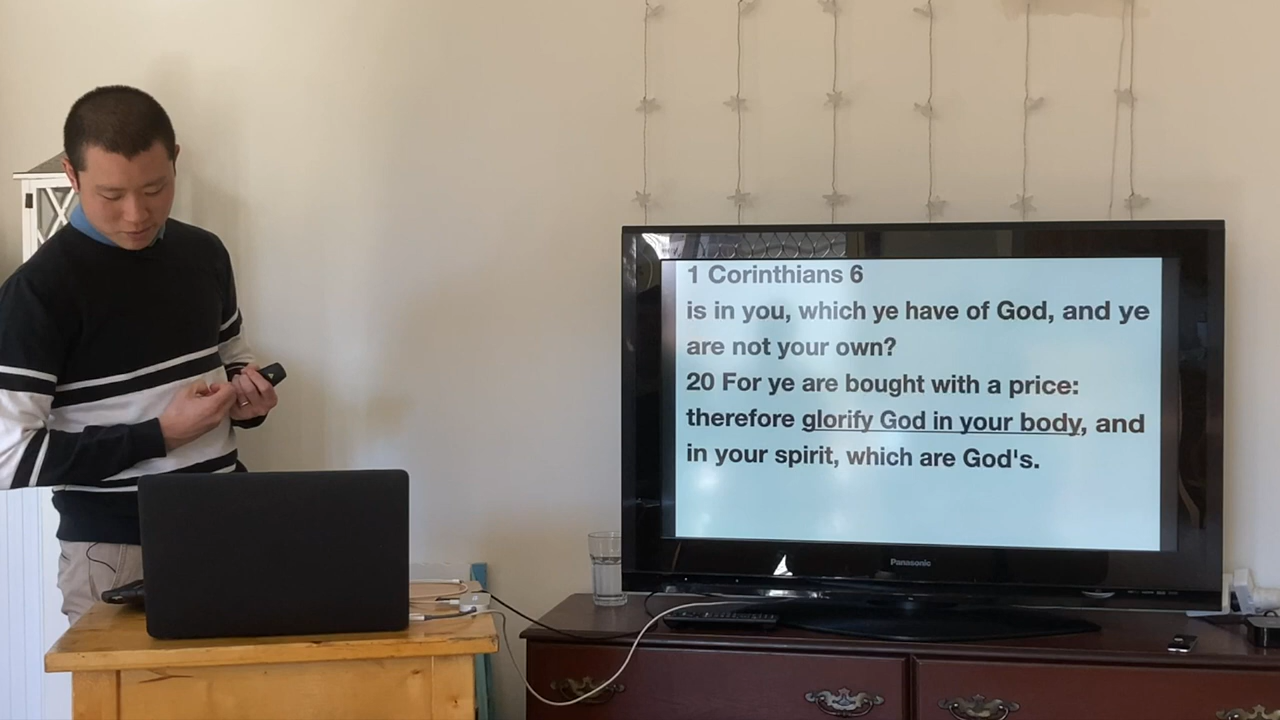 1 Corinthians 6
is in you, which ye have of God, and ye
are not your own?
20 For ye are bought with a price:
therefore glorify God in your body, and
in your spirit, which are God's.
Panasonic